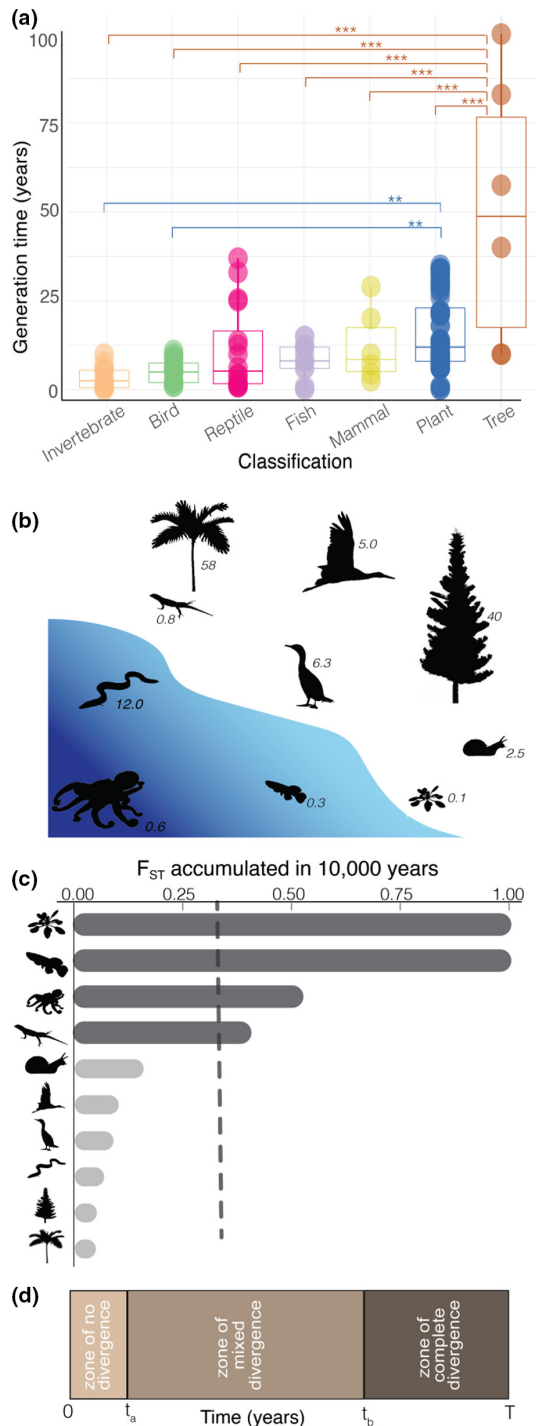 (a)
***
***
***
***
***
***
**
**
100
75
50
25
0
Generation time (years)
Invertebrate
Bird
Reptile
Fish
Mammal
Plant
Tree
Classification
(b)
58
5.0
40
0.8
6.3
12.0
2.5
0.3
0.1
0.6
(c)
FST accumulated in 10,000 years
0.00 0.25 0.50 0.75 1.00
(d)
zone of no
divergence
zone of
mixed
divergence
zone of
complete
divergence
0 ta Time (years) tb T